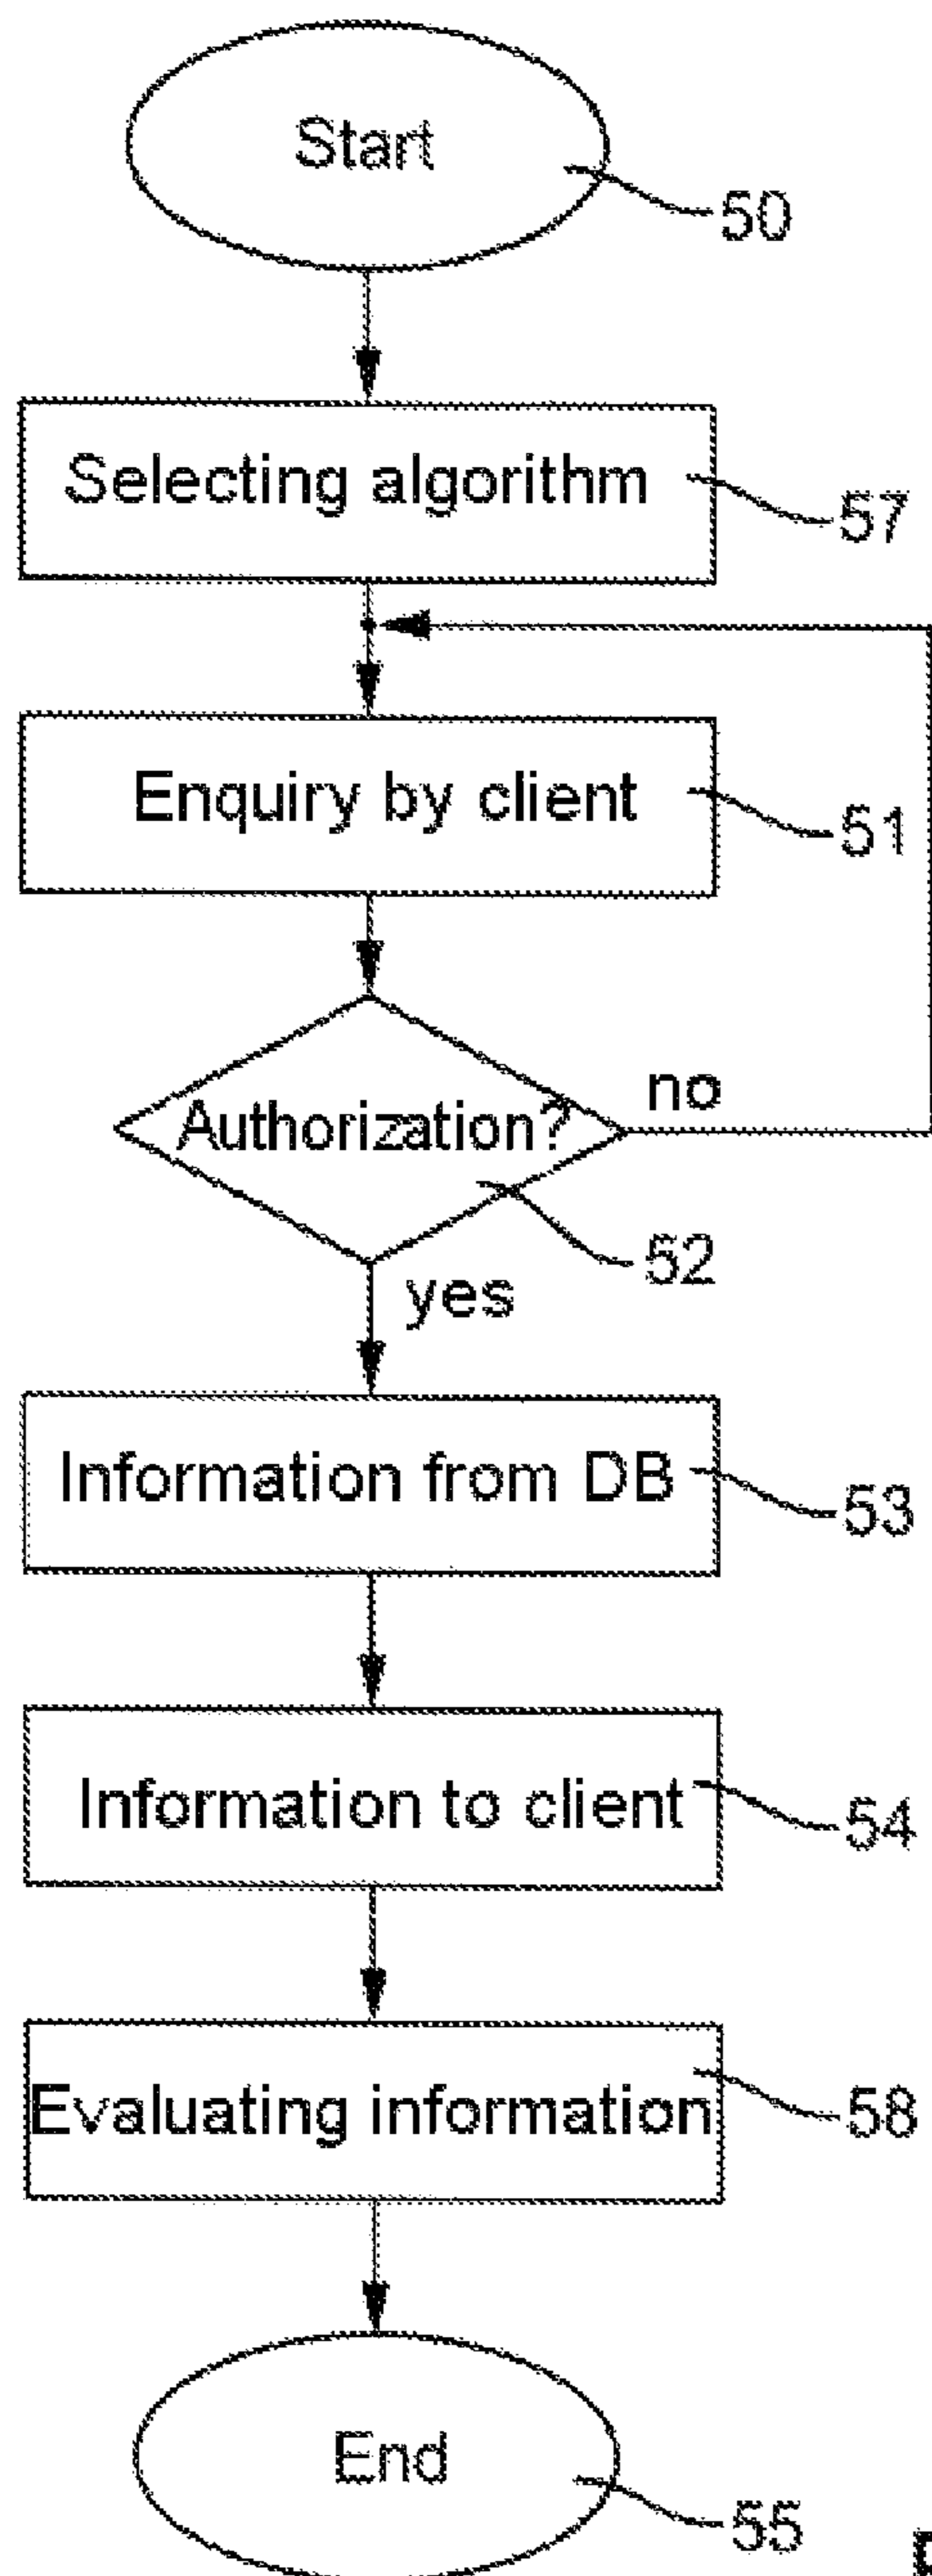 Start
50
Selecting algorithm
57
Enquiry by client
51
Authorization?
no
52
yes
Information from DB
53
Information to client
54
Evaluating information
58
End
55